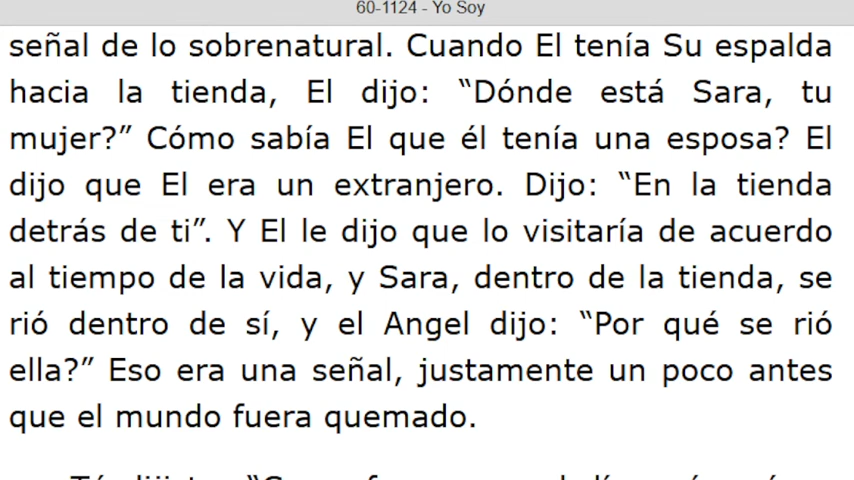 60-1124 - Yo Soy
señal de lo sobrenatural. Cuando El tenía Su espalda
hacia la tienda, El dijo: “Dónde está Sara, tu
mujer?” Cómo sabía El que él tenía una esposa? El
dijo que El era un extranjero. Dijo: “En la tienda
detrás de ti”. Y El le dijo que lo visitaría de acuerdo
al tiempo de la vida, y Sara, dentro de la tienda, se
rió dentro de sí, y el Angel dijo: “Por qué se rió
ella?” Eso era una señal, justamente un poco antes
que el mundo fuera quemado.